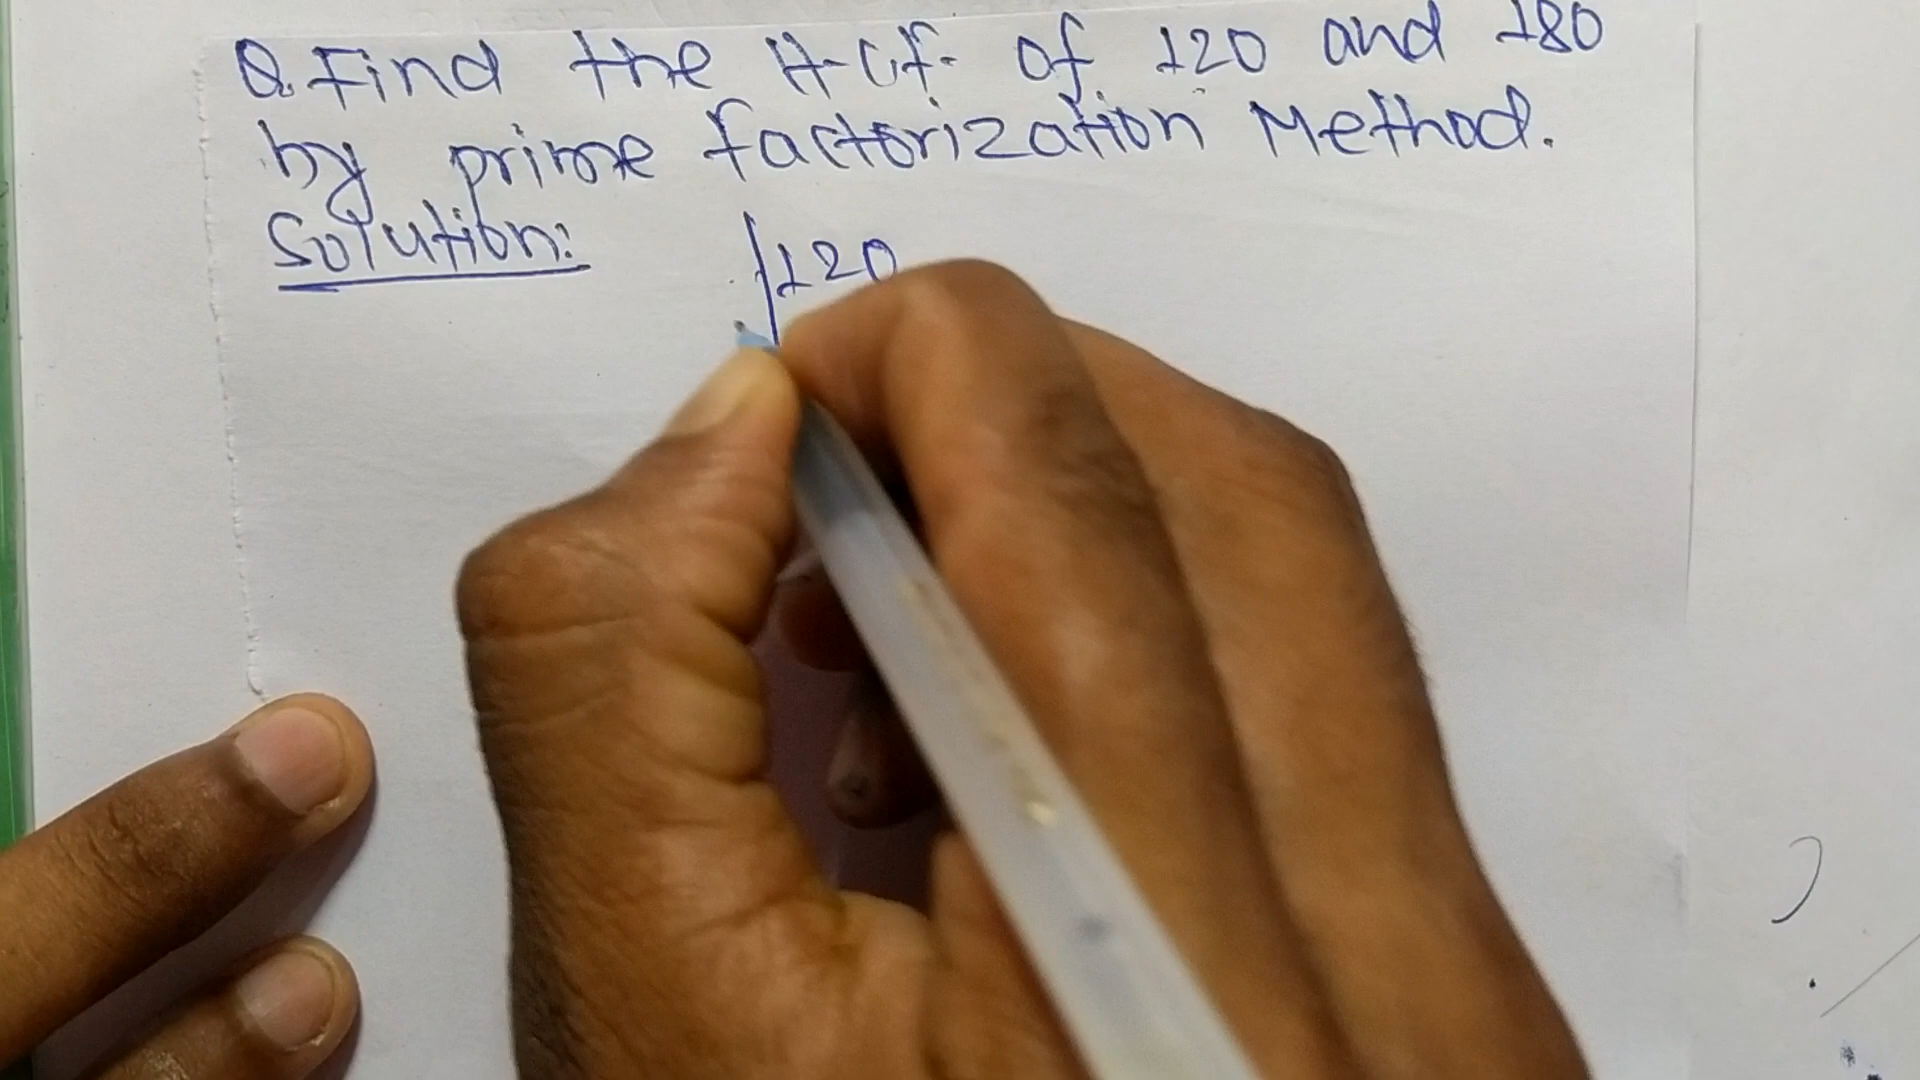 Q. Find the H.C.F. of 120 and 180
by prime factorization Method.
Solution:
120